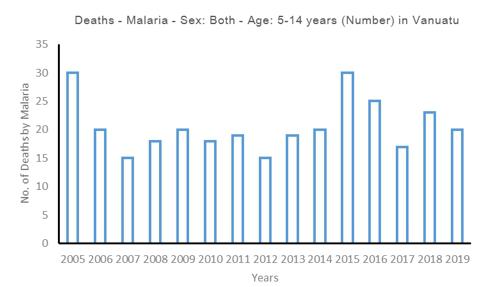 Deaths - Malaria - Sex: Both - Age: 5-14 years (Number) in Vanuatu
No. of Deaths by Malaria
35
30
25
20
15
10
5
0
2005 2006 2007 2008 2009 2010 2011 2012 2013 2014 2015 2016 2017 2018 2019
Years